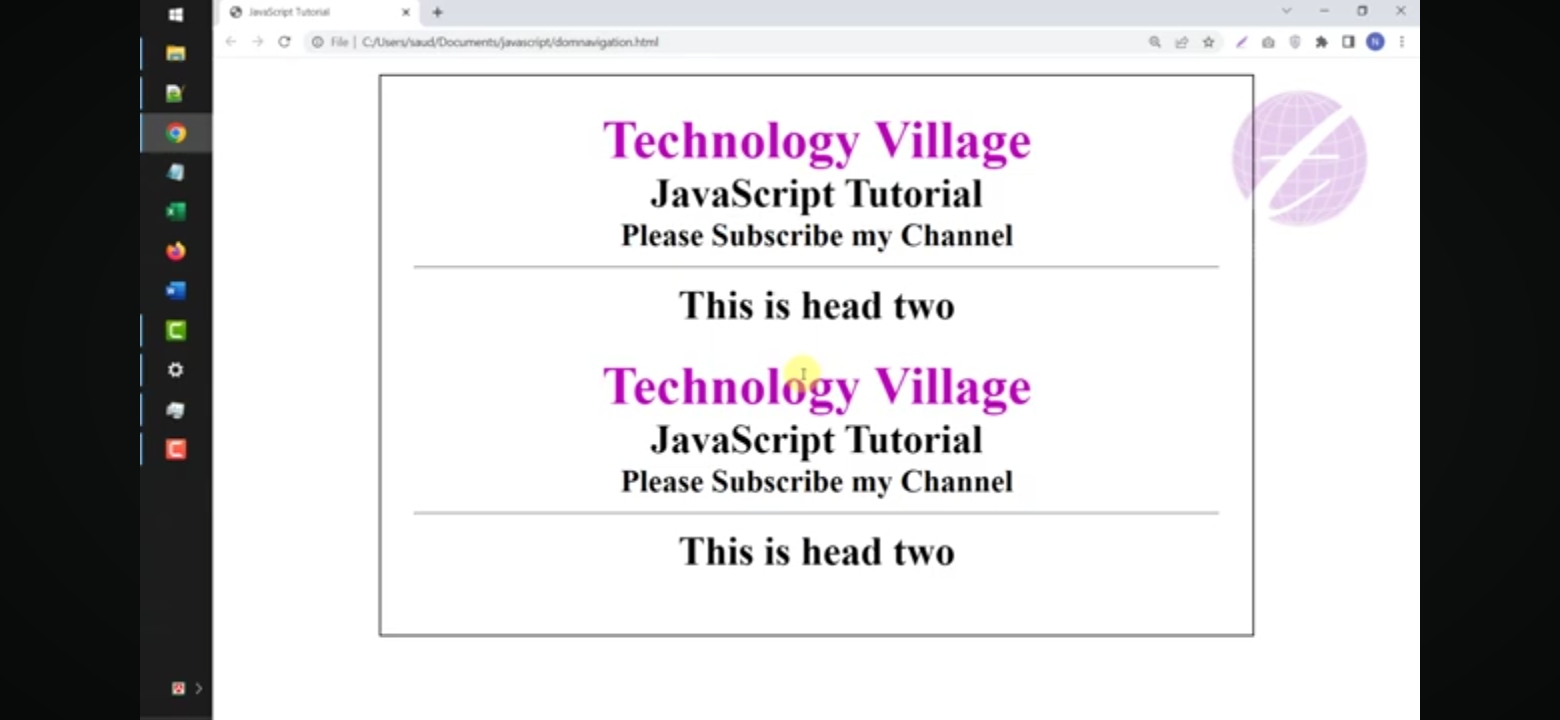 JavaScript Tutorial
File | C:/Users/saud/Documents/javascript/domnavigation.html
N
Technology Village
JavaScript Tutorial
Please Subscribe my Channel
This is head two
Technology Village
JavaScript Tutorial
Please Subscribe my Channel
This is head two